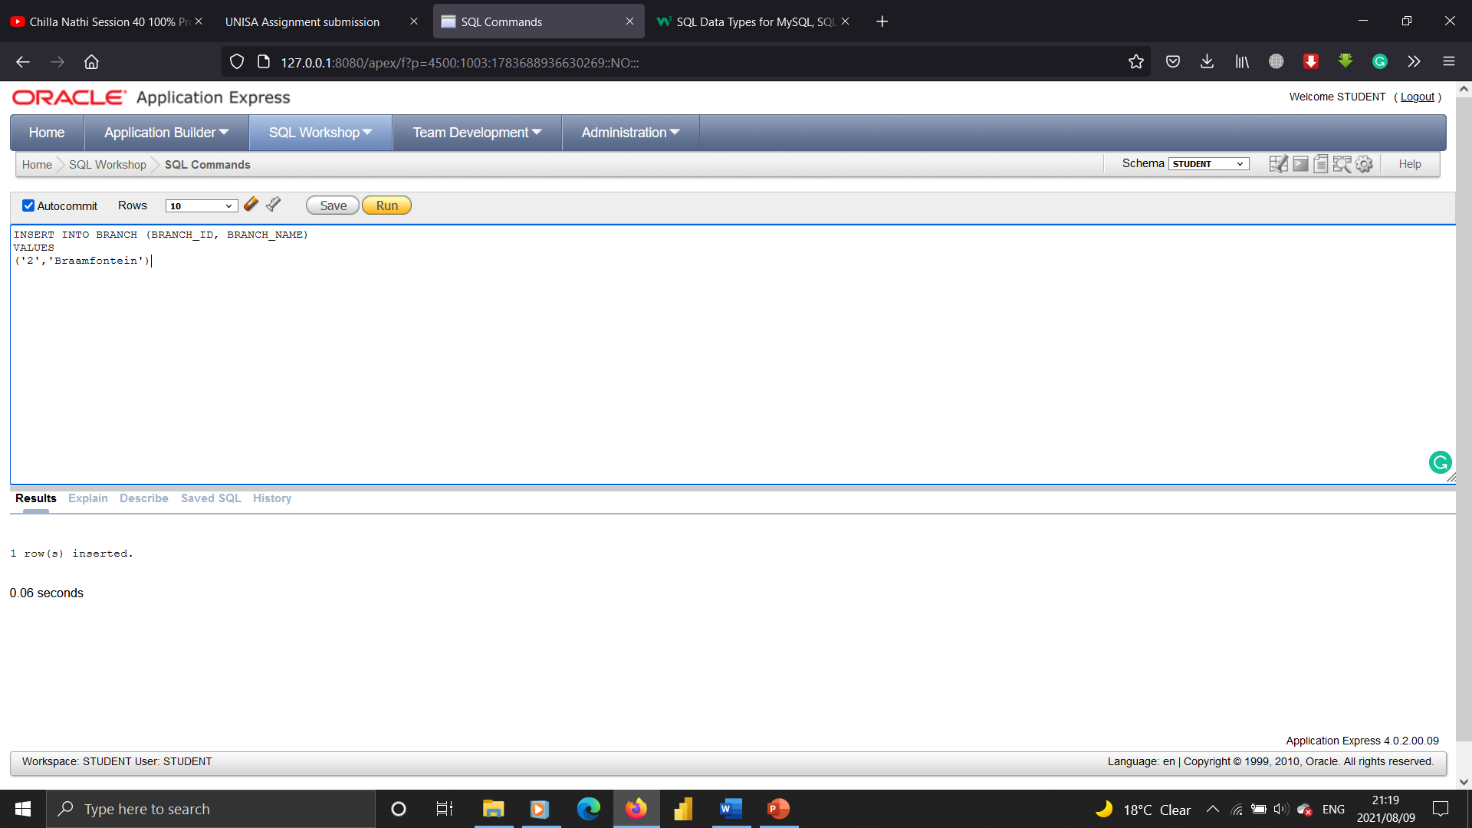 Chilla Nathi Session 40 100% Pr
UNISA Assignment submission
SQL Commands
SQL Data Types for MySQL, SQL
127.0.0.1:8080/apex/f?p=4500:1003:1783688936630269::NO:::
ORACLE Application Express
Welcome STUDENT ( Logout )
Home
Application Builder
SQL Workshop
Team Development
Administration
Home SQL Workshop SQL Commands
Schema STUDENT
Help
Autocommit Rows 10 Save Run
INSERT INTO BRANCH (BRANCH_ID, BRANCH_NAME)
VALUES
('2','Braamfontein')
Results Explain Describe Saved SQL History
1 row(s) inserted.
0.06 seconds
Application Express 4.0.2.00.09
Workspace: STUDENT User: STUDENT
Language: en | Copyright © 1999, 2010, Oracle. All rights reserved.
Type here to search
18°C Clear
ENG
21:19
2021/08/09